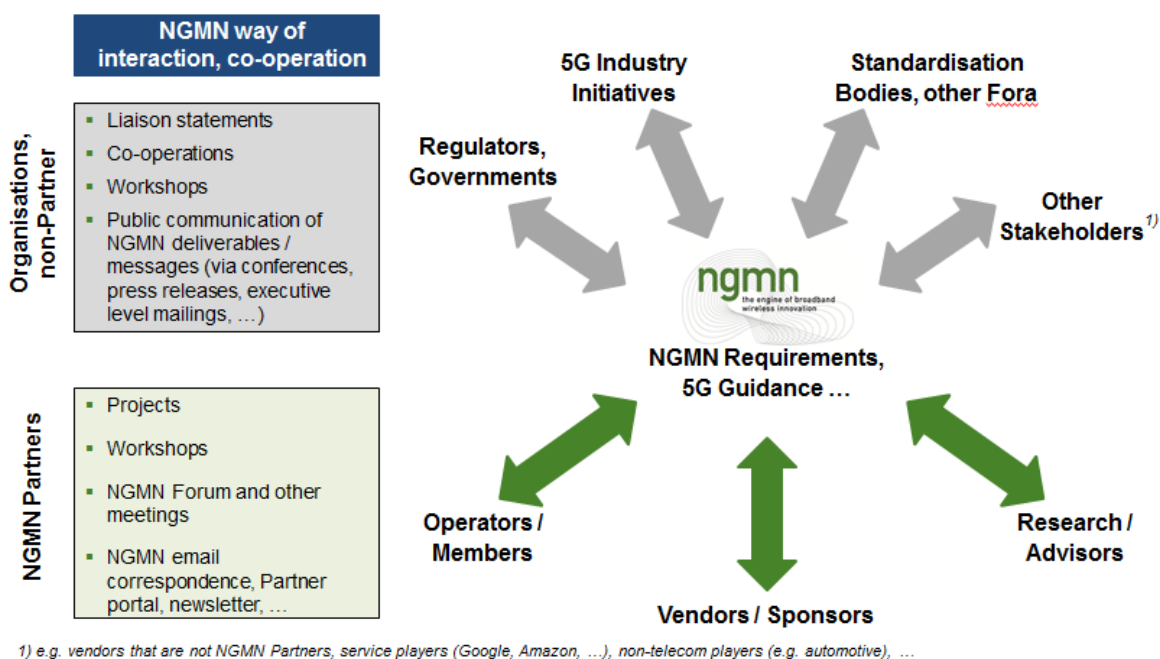 NGMN way of
interaction, co-operation
Organisations,
non-Partner
▪ Liaison statements
▪ Co-operations
▪ Workshops
▪ Public communication of
NGMN deliverables /
messages (via conferences,
press releases, executive
level mailings, …)
NGMN Partners
▪ Projects
▪ Workshops
▪ NGMN Forum and other
meetings
▪ NGMN email
correspondence, Partner
portal, newsletter, …
5G Industry
Initiatives
Standardisation
Bodies, other Fora
Regulators,
Governments
Other
Stakeholders 1)
ngmn
the engine of broadband
wireless innovation
NGMN Requirements,
5G Guidance …
Operators /
Members
Vendors / Sponsors
Research /
Advisors
1) e.g. vendors that are not NGMN Partners, service players (Google, Amazon, …), non-telecom players (e.g. automotive), …